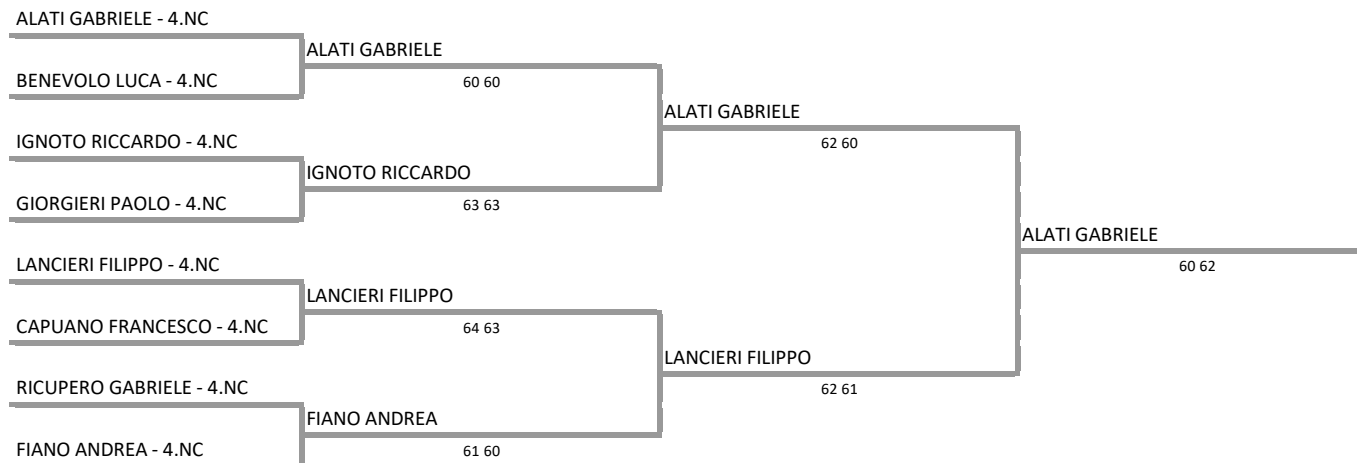 ALATI GABRIELE - 4.NC
ALATI GABRIELE
BENEVOLO LUCA - 4.NC
60 60
ALATI GABRIELE
IGNOTO RICCARDO - 4.NC
62 60
IGNOTO RICCARDO
GIORGIERI PAOLO - 4.NC
63 63
ALATI GABRIELE
LANCIERI FILIPPO - 4.NC
60 62
LANCIERI FILIPPO
CAPUANO FRANCESCO - 4.NC
64 63
LANCIERI FILIPPO
RICUPERO GABRIELE - 4.NC
62 61
FIANO ANDREA
FIANO ANDREA - 4.NC
61 60